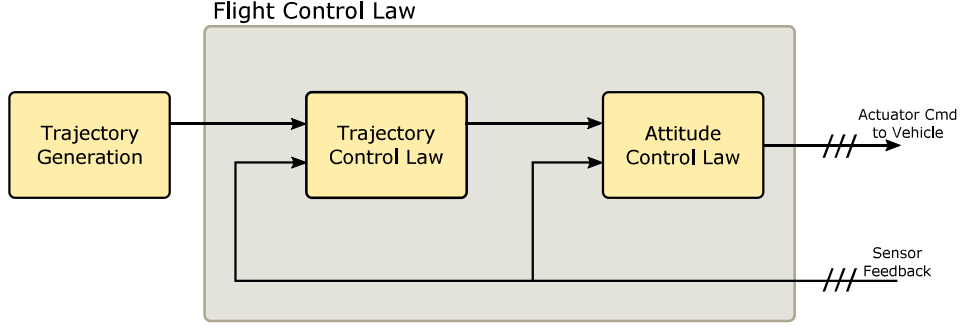 Flight Control Law
Trajectory
Generation
Trajectory
Control Law
Attitude
Control Law
Actuator Cmd
to Vehicle
Sensor
Feedback